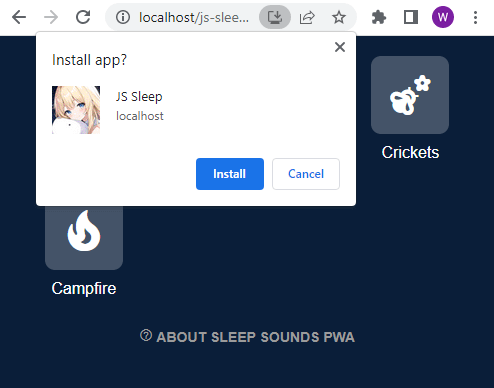 localhost/js-slee...
W
Install app?
JS Sleep
localhost
Install Cancel
Crickets
Campfire
ABOUT SLEEP SOUNDS PWA